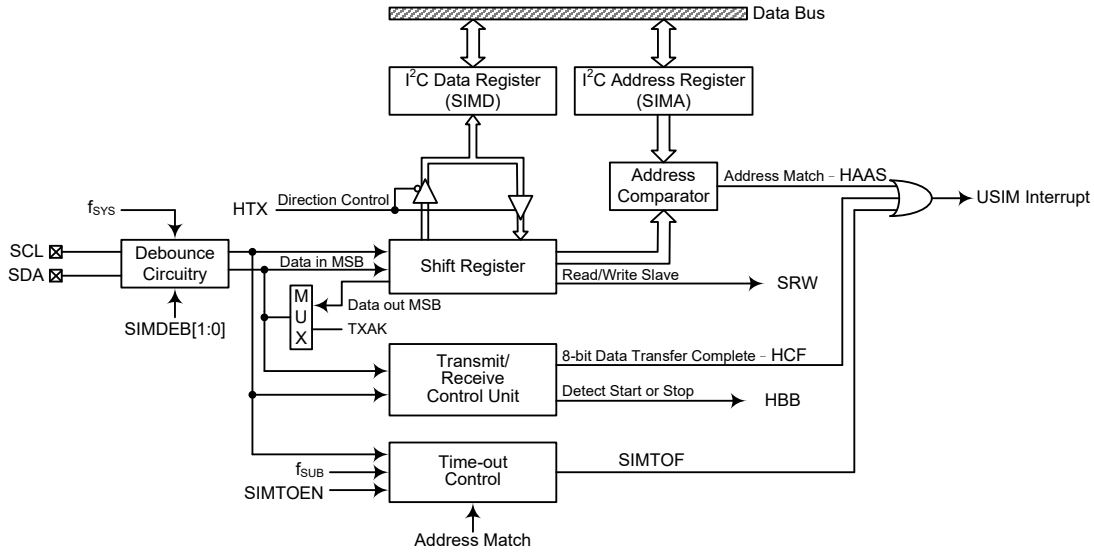 Data Bus
I²C Data Register
(SIMD)
I²C Address Register
(SIMA)
Address
Comparator
Address Match - HAAS
USIM Interrupt
HTX
Direction Control
fSYS
SCL
SDA
Debounce
Circuitry
SIMDEB[1:0]
Data in MSB
Shift Register
Read/Write Slave
SRW
M
U
X
Data out MSB
TXAK
Transmit/
Receive
Control Unit
8-bit Data Transfer Complete - HCF
Detect Start or Stop
HBB
Time-out
Control
fSUB
SIMTOEN
SIMTOF
Address Match